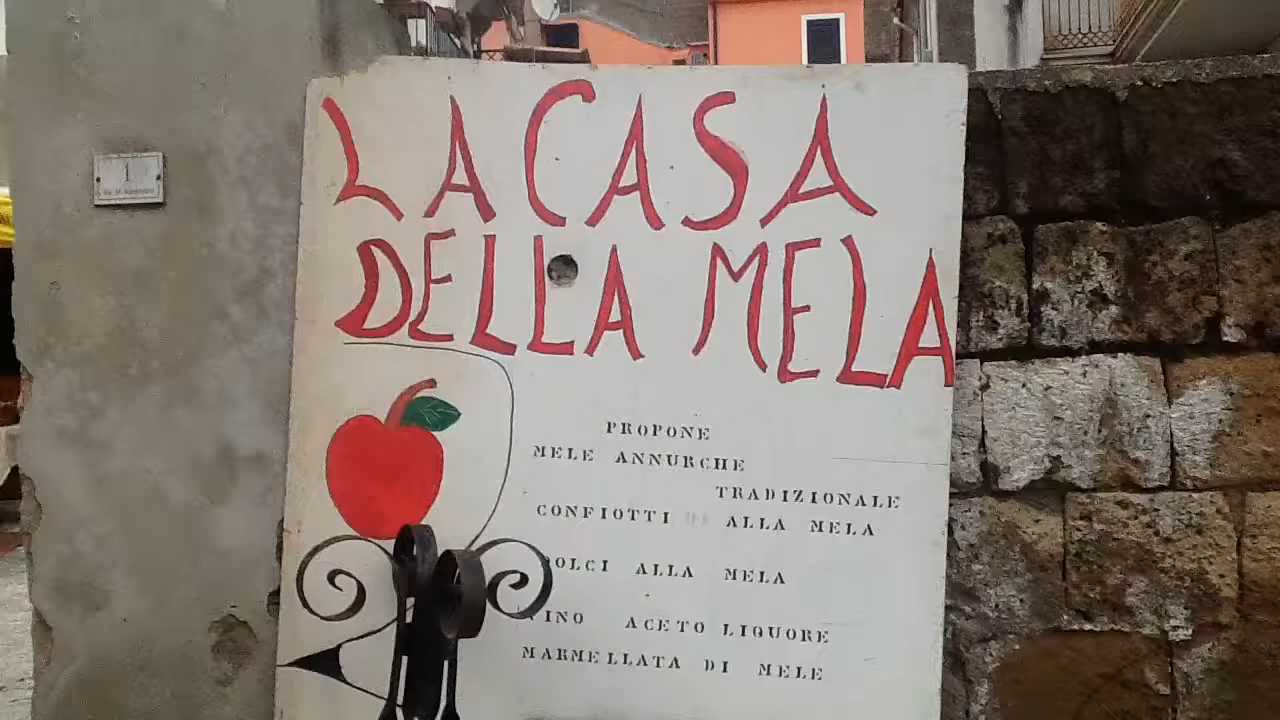 1
LA CASA
DELLA MELA
PROPONE
MELE ANNURCHE
TRADIZIONALE
CONFIOTTI ALLA MELA
DOLCI ALLA MELA
VINO ACETO LIQUORE
MARMELLATA DI MELE